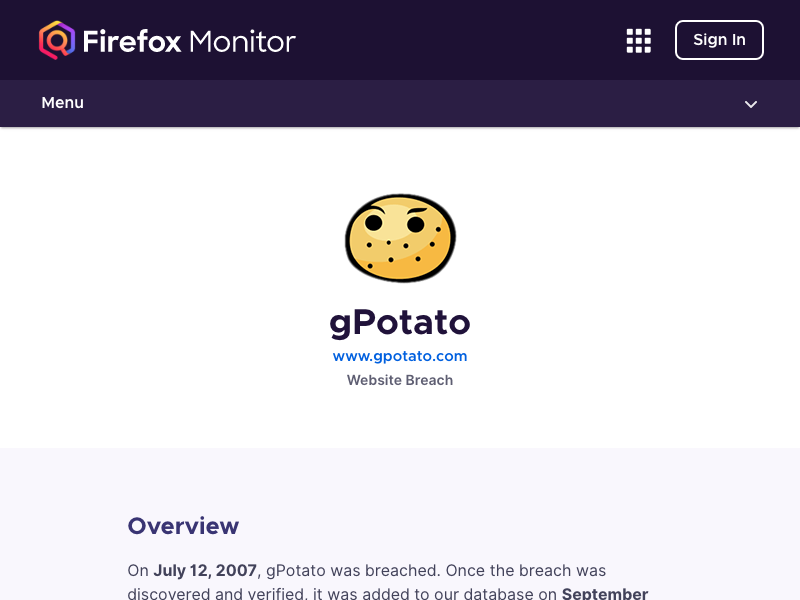 Firefox Monitor
Sign In
Menu
gPotato
www.gpotato.com
Website Breach
Overview
On July 12, 2007, gPotato was breached. Once the breach was
discovered and verified, it was added to our database on September